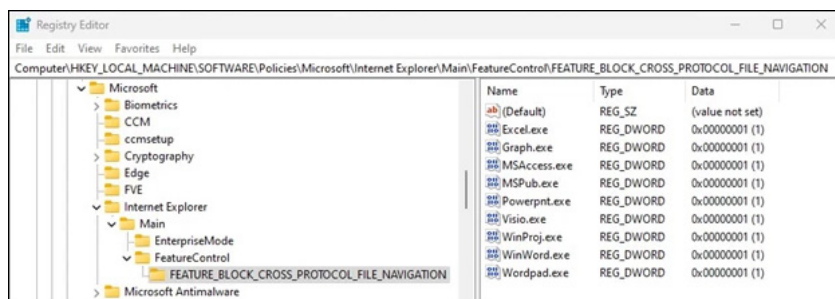 Registry Editor
File Edit View Favorites Help
Computer\HKEY_LOCAL_MACHINE\SOFTWARE\Policies\Microsoft\Internet Explorer\Main\FeatureControl\FEATURE_BLOCK_CROSS_PROTOCOL_FILE_NAVIGATION
Microsoft
Biometrics
CCM
ccmsetup
Cryptography
Edge
FVE
Internet Explorer
Main
EnterpriseMode
FeatureControl
FEATURE_BLOCK_CROSS_PROTOCOL_FILE_NAVIGATION
Microsoft Antimalware
Name Type Data
ab (Default) REG_SZ (value not set)
Excel.exe REG_DWORD 0x00000001 (1)
Graph.exe REG_DWORD 0x00000001 (1)
MSAccess.exe REG_DWORD 0x00000001 (1)
MSPub.exe REG_DWORD 0x00000001 (1)
Powerpnt.exe REG_DWORD 0x00000001 (1)
Visio.exe REG_DWORD 0x00000001 (1)
WinProj.exe REG_DWORD 0x00000001 (1)
WinWord.exe REG_DWORD 0x00000001 (1)
Wordpad.exe REG_DWORD 0x00000001 (1)